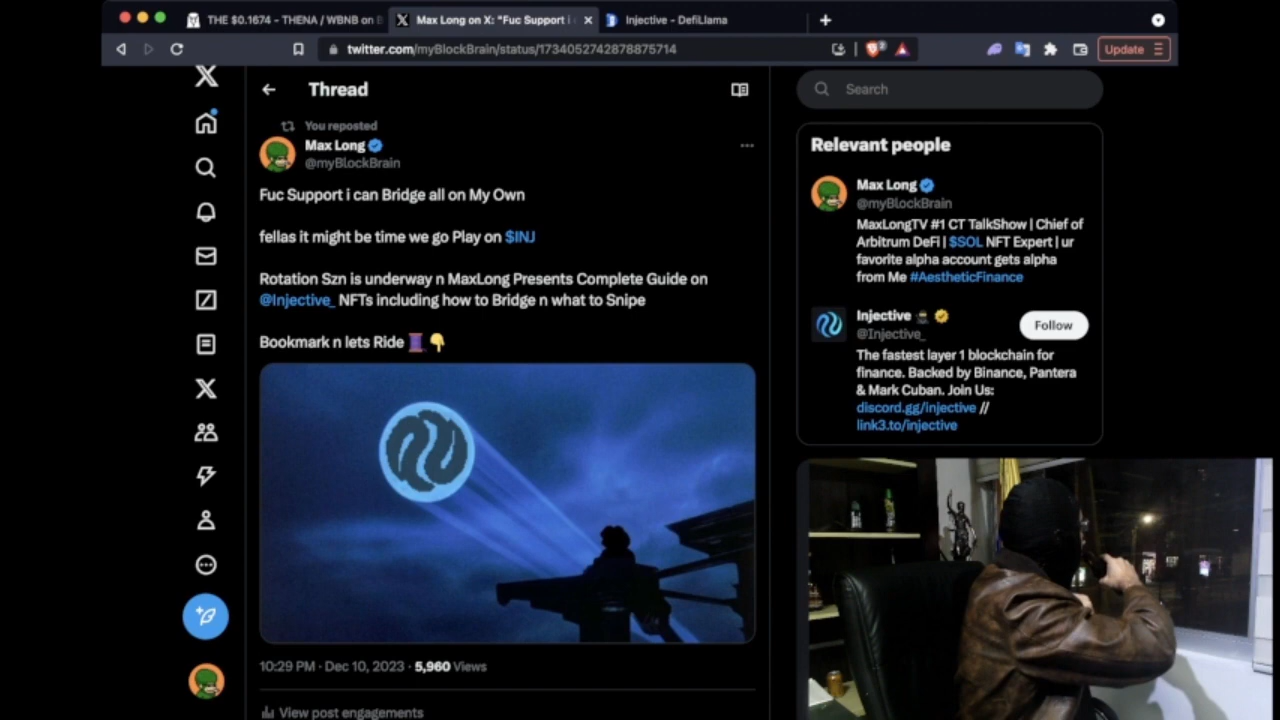 THE $0.1674 - THENA / WBNB on B
Max Long on X: "Fuc Support i
Injective - DefiLlama
twitter.com/myBlockBrain/status/1734052742878875714
Update
Thread
Search
You reposted
Max Long
@myBlockBrain
Fuc Support i can Bridge all on My Own
fellas it might be time we go Play on $INJ
Rotation Szn is underway n MaxLong Presents Complete Guide on
@Injective_ NFTs including how to Bridge n what to Snipe
Bookmark n lets Ride 🧵👇
10:29 PM · Dec 10, 2023 · 5,960 Views
View post engagements
Relevant people
Max Long
@myBlockBrain
MaxLongTV #1 CT TalkShow | Chief of
Arbitrum DeFi | $SOL NFT Expert | ur
favorite alpha account gets alpha
from Me #AestheticFinance
Injective 🥷
@Injective_
Follow
The fastest layer 1 blockchain for
finance. Backed by Binance, Pantera
& Mark Cuban. Join Us:
discord.gg/injective //
link3.to/injective